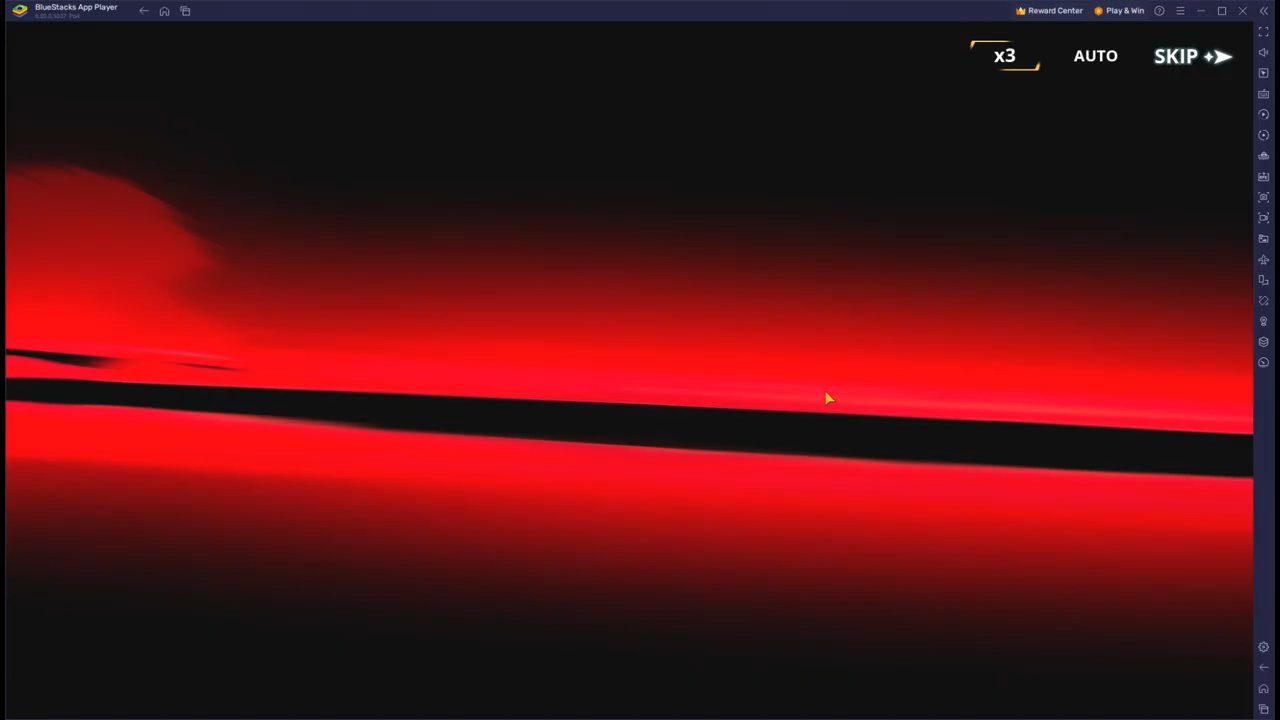 BlueStacks App Player
Reward Center
Play & Win
x3
AUTO
SKIP